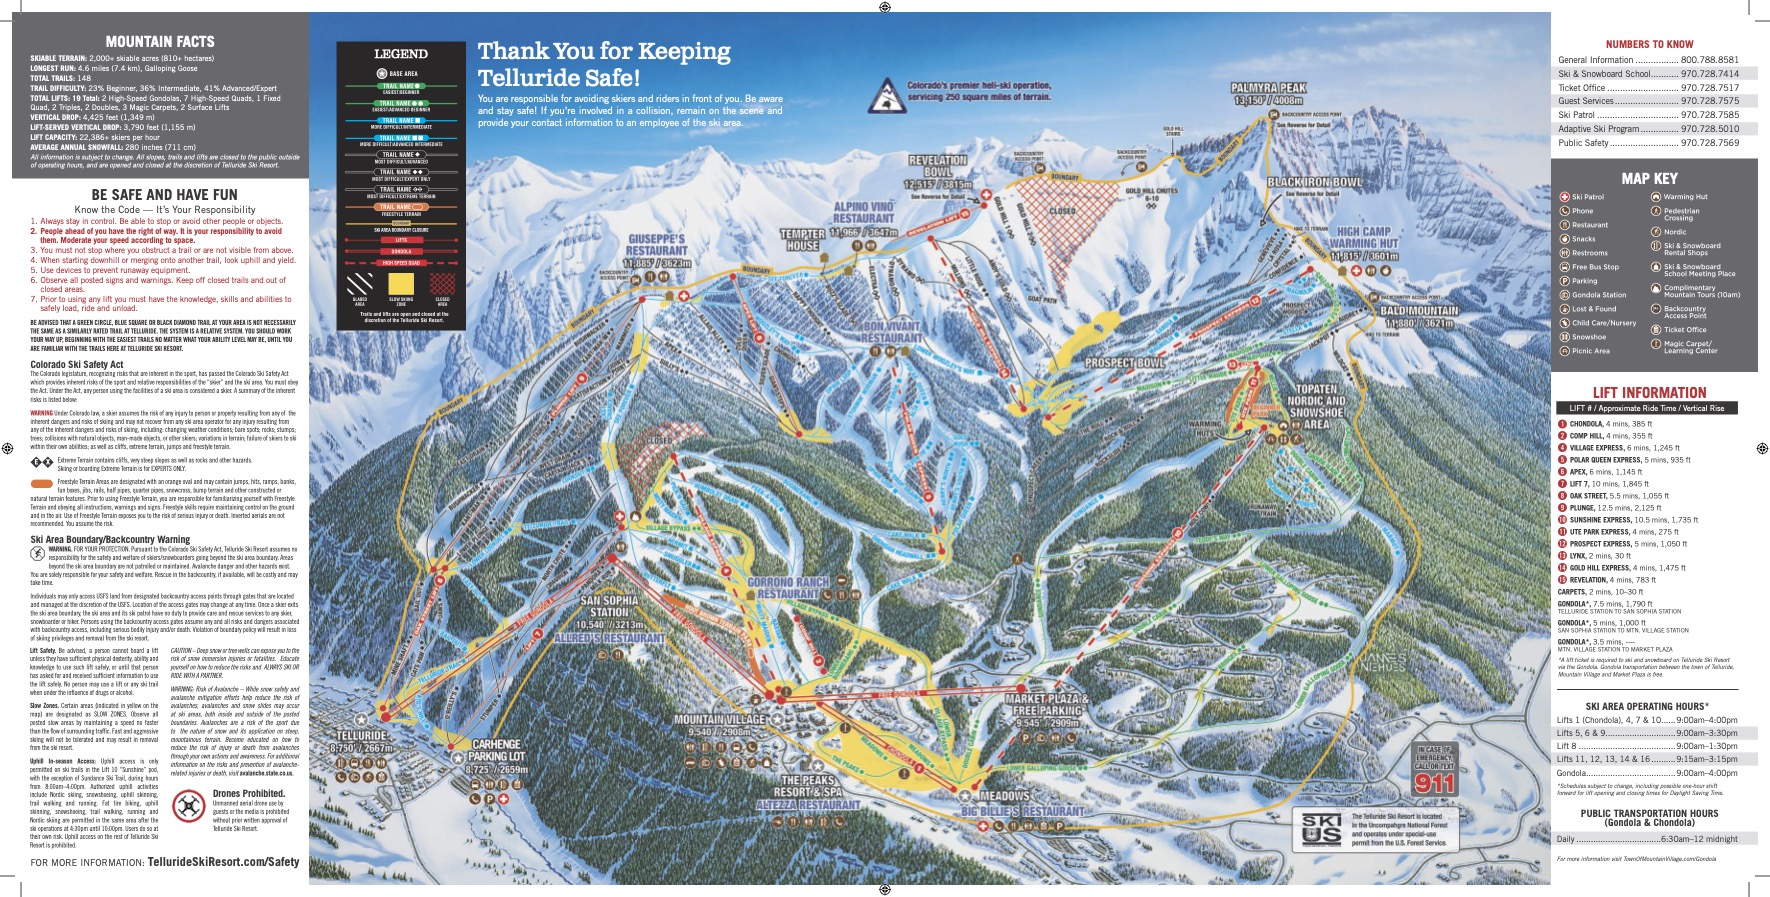 MOUNTAIN FACTS
SKIABLE TERRAIN: 2,000+ skiable acres (810+ hectares)
LONGEST RUN: 4.6 miles (7.4 km), Galloping Goose
TOTAL TRAILS: 148
TRAIL DIFFICULTY: 23% Beginner, 36% Intermediate, 41% Advanced/Expert
TOTAL LIFTS: 19 Total: 2 High-Speed Gondolas, 7 High-Speed Quads, 1 Fixed
Quad, 2 Triples, 2 Doubles, 3 Magic Carpets, 2 Surface Lifts
VERTICAL DROP: 4,425 feet (1,349 m)
LIFT-SERVED VERTICAL DROP: 3,790 feet (1,155 m)
LIFT CAPACITY: 22,386+ skiers per hour
AVERAGE ANNUAL SNOWFALL: 280 inches (711 cm)
All information is subject to change. All slopes, trails and lifts are closed to the public outside
of operating hours, and are opened and closed at the discretion of Telluride Ski Resort.
BE SAFE AND HAVE FUN
Know the Code — It's Your Responsibility
1. Always stay in control. Be able to stop or avoid other people or objects.
2. People ahead of you have the right of way. It is your responsibility to avoid
them. Moderate your speed according to space.
3. You must not stop where you obstruct a trail or are not visible from above.
4. When starting downhill or merging onto another trail, look uphill and yield.
5. Use devices to prevent runaway equipment.
6. Observe all posted signs and warnings. Keep off closed trails and out of
closed areas.
7. Prior to using any lift you must have the knowledge, skills and abilities to
safely load, ride and unload.
BE ADVISED THAT A GREEN CIRCLE, BLUE SQUARE OR BLACK DIAMOND TRAIL AT YOUR AREA IS NOT NECESSARILY
THE SAME AS A SIMILARLY RATED TRAIL AT TELLURIDE. THE SYSTEM IS A RELATIVE SYSTEM. YOU SHOULD WORK
YOUR WAY UP, BEGINNING WITH THE EASIEST TRAILS NO MATTER WHAT YOUR ABILITY LEVEL MAY BE, UNTIL YOU
ARE FAMILIAR WITH THE TRAILS HERE AT TELLURIDE SKI RESORT.
Colorado Ski Safety Act
The Colorado legislature, recognizing risks that are inherent in the sport, has passed the Colorado Ski Safety Act
which provides inherent risks of the sport and relative responsibilities of the "skier" and the ski area. You must obey
the Act. Under the Act, any person using the facilities of a ski area is considered a skier. A summary of the inherent
risks is listed below:
WARNING Under Colorado law, a skier assumes the risk of any injury to person or property resulting from any of the
inherent dangers and risks of skiing and may not recover from any ski area operator for any injury resulting from
any of the inherent dangers and risks of skiing, including: changing weather conditions; bare spots; rocks; stumps;
trees; collisions with natural objects, man-made objects, or other skiers; variations in terrain, failure of skiers to ski
within their own abilities; as well as cliffs, extreme terrain, jumps and freestyle terrain.
E X Extreme Terrain contains cliffs, very steep slopes as well as rocks and other hazards.
Skiing or boarding Extreme Terrain is for EXPERTS ONLY.
Freestyle Terrain Areas are designated with an orange oval and may contain jumps, hits, ramps, banks,
fun boxes, jibs, rails, half pipes, quarter pipes, snowcross, bump terrain and other constructed or
natural terrain features. Prior to using Freestyle Terrain, you are responsible for familiarizing yourself with Freestyle
Terrain and obeying all instructions, warnings and signs. Freestyle skills require maintaining control on the ground
and in the air. Use of Freestyle Terrain exposes you to the risk of serious injury or death. Inverted aerials are not
recommended. You assume the risk.
Ski Area Boundary/Backcountry Warning
WARNING. FOR YOUR PROTECTION. Pursuant to the Colorado Ski Safety Act, Telluride Ski Resort assumes no
responsibility for the safety and welfare of skiers/snowboarders going beyond the ski area boundary. Areas
beyond the ski area boundary are not patrolled or maintained. Avalanche danger and other hazards exist.
You are solely responsible for your safety and welfare. Rescue in the backcountry, if available, will be costly and may
take time.
Individuals may only access USFS land from designated backcountry access points through gates that are located
and managed at the discretion of the USFS. Location of the access gates may change at any time. Once a skier exits
the ski area boundary, the ski area and its ski patrol have no duty to provide care and rescue services to any skier,
snowboarder or hiker. Persons using the backcountry access gates assume any and all risks and dangers associated
with backcountry access, including serious bodily injury and/or death. Violation of boundary policy will result in loss
of skiing privileges and removal from the ski resort.
Lift Safety. Be advised, a person cannot board a lift
unless they have sufficient physical dexterity, ability and
knowledge to use such lift safely, or until that person
has asked for and received sufficient information to use
the lift safely. No person may use a lift or any ski trail
when under the influence of drugs or alcohol.
Slow Zones. Certain areas (indicated in yellow on the
map) are designated as SLOW ZONES. Observe all
posted slow areas by maintaining a speed no faster
than the flow of surrounding traffic. Fast and aggressive
skiing will not be tolerated and may result in removal
from the ski resort.
Uphill In-season Access: Uphill access is only
permitted on ski trails in the Lift 10 "Sunshine" pod,
with the exception of Sundance Ski Trail, during hours
from 8:00am–4:00pm. Authorized uphill activities
include Nordic skiing, snowshoeing, uphill skinning,
trail walking and running. Fat tire biking, uphill
skinning, snowshoeing, trail walking, running and
Nordic skiing are permitted in the same area after the
ski operations at 4:30pm until 10:00pm. Users do so at
their own risk. Uphill access on the rest of Telluride Ski
Resort is prohibited.
CAUTION – Deep snow or tree wells can expose you to the
risk of snow immersion injuries or fatalities. Educate
yourself on how to reduce the risks and ALWAYS SKI OR
RIDE WITH A PARTNER.
WARNING: Risk of Avalanche – While snow safety and
avalanche mitigation efforts help reduce the risk of
avalanches, avalanches and snow slides may occur
at ski areas, both inside and outside of the posted
boundaries. Avalanches are a risk of the sport due
to the nature of snow and its application on steep,
mountainous terrain. Become educated on how to
reduce the risk of injury or death from avalanches
through your own actions and awareness. For additional
information on the risks and prevention of avalanche-
related injuries or death, visit avalanche.state.co.us.
Drones Prohibited.
Unmanned aerial drone use by
guests or the media is prohibited
without prior written approval of
Telluride Ski Resort.
FOR MORE INFORMATION: TellurideSkiResort.com/Safety
LEGEND
BASE AREA
TRAIL NAME
EASIEST/BEGINNER
TRAIL NAME
EASIEST/ADVANCED BEGINNER
TRAIL NAME
MORE DIFFICULT/INTERMEDIATE
TRAIL NAME
MORE DIFFICULT/ADVANCED INTERMEDIATE
TRAIL NAME
MOST DIFFICULT/ADVANCED
TRAIL NAME
MOST DIFFICULT/EXPERT ONLY
TRAIL NAME
MOST DIFFICULT/EXTREME TERRAIN
TRAIL NAME
FREESTYLE TERRAIN
SKI AREA BOUNDARY CLOSURE
LIFTS
GONDOLA
HIGH SPEED QUAD
GLADED AREA
SLOW SKIING ZONE
CLOSED AREA
Trails and lifts are open and closed at the
discretion of the Telluride Ski Resort.
Thank You for Keeping
Telluride Safe!
You are responsible for avoiding skiers and riders in front of you. Be aware
and stay safe! If you're involved in a collision, remain on the scene and
provide your contact information to an employee of the ski area.
Colorado's premier heli-ski operation,
servicing 250 square miles of terrain.
PALMYRA PEAK
13,150' / 4008m
BACKCOUNTRY ACCESS POINT
See Reverse for Detail
GOLD HILL STAIRS
REVELATION
BOWL
12,515' / 3815m
See Reverse for Detail
BACKCOUNTRY ACCESS POINT
BACKCOUNTRY ACCESS POINT
BOUNDARY
BOUNDARY
GOLD HILL CHUTES
6-10
CLOSED
BLACK IRON BOWL
See Reverse for Detail
ALPINO VINO
RESTAURANT
11,966' / 3647m
TEMPTER
HOUSE
GIUSEPPE'S
RESTAURANT
11,885' / 3623m
BACKCOUNTRY ACCESS POINT
BOUNDARY
SEE FOREVER
HIKE TO TERRAIN
HIGH CAMP
WARMING HUT
11,815' / 3601m
BOUNDARY
BACKCOUNTRY ACCESS POINT
BALD MOUNTAIN
11,880' / 3621m
HIKE TO TERRAIN
GOAT PATH
BON VIVANT
RESTAURANT
PROSPECT BOWL
TOPATEN
NORDIC AND
SNOWSHOE
AREA
WARMING
HUTS
BOUNDARY
CLOSED
RUNAWAY TRAIN
VILLAGE BYPASS
GORRONO RANCH
RESTAURANT
SAN SOPHIA
STATION
10,540' / 3213m
ALLRED'S RESTAURANT
TELLURIDE TRAIL
FREE GONDOLA
MARKET PLAZA &
FREE PARKING
9,545' / 2909m
MOUNTAIN VILLAGE
9,540' / 2908m
TELLURIDE
8,750' / 2667m
CARHENGE
PARKING LOT
8,725' / 2659m
THE PEAKS
RESORT & SPA
ALTEZZA RESTAURANT
MEADOWS
BIG BILLIE'S RESTAURANT
LOWER GALLOPING GOOSE
IN CASE OF
EMERGENCY,
CALL OR TEXT
911
SKI
US
The Telluride Ski Resort is located
in the Uncompahgre National Forest
and operates under special-use
permit from the U.S. Forest Service.
NUMBERS TO KNOW
General Information ................ 800.788.8581
Ski & Snowboard School.......... 970.728.7414
Ticket Office ........................... 970.728.7517
Guest Services........................ 970.728.7575
Ski Patrol ............................... 970.728.7585
Adaptive Ski Program.............. 970.728.5010
Public Safety.......................... 970.728.7569
MAP KEY
Ski Patrol
Phone
Restaurant
Snacks
Restrooms
Free Bus Stop
Parking
Gondola Station
Lost & Found
Child Care/Nursery
Snowshoe
Picnic Area
Warming Hut
Pedestrian
Crossing
Nordic
Ski & Snowboard
Rental Shops
Ski & Snowboard
School Meeting Place
Complimentary
Mountain Tours (10am)
Backcountry
Access Point
Ticket Office
Magic Carpet/
Learning Center
LIFT INFORMATION
LIFT # / Approximate Ride Time / Vertical Rise
1 CHONDOLA, 4 mins, 385 ft
2 COMP HILL, 4 mins, 355 ft
4 VILLAGE EXPRESS, 6 mins, 1,245 ft
5 POLAR QUEEN EXPRESS, 5 mins, 935 ft
6 APEX, 6 mins, 1,145 ft
7 LIFT 7, 10 mins, 1,845 ft
8 OAK STREET, 5.5 mins, 1,055 ft
9 PLUNGE, 12.5 mins, 2,125 ft
10 SUNSHINE EXPRESS, 10.5 mins, 1,735 ft
11 UTE PARK EXPRESS, 4 mins, 275 ft
12 PROSPECT EXPRESS, 5 mins, 1,050 ft
13 LYNX, 2 mins, 30 ft
14 GOLD HILL EXPRESS, 4 mins, 1,475 ft
15 REVELATION, 4 mins, 783 ft
CARPETS, 2 mins, 10–30 ft
GONDOLA*, 7.5 mins, 1,790 ft
TELLURIDE STATION TO SAN SOPHIA STATION
GONDOLA*, 5 mins, 1,000 ft
SAN SOPHIA STATION TO MTN. VILLAGE STATION
GONDOLA*, 3.5 mins, ----
MTN. VILLAGE STATION TO MARKET PLAZA
*A lift ticket is required to ski and snowboard on Telluride Ski Resort
via the Gondola. Gondola transportation between the town of Telluride,
Mountain Village and Market Plaza is free.
SKI AREA OPERATING HOURS*
Lifts 1 (Chondola), 4, 7 & 10.....9:00am–4:00pm
Lifts 5, 6 & 9..........................9:00am–3:30pm
Lift 8 .....................................9:00am–1:30pm
Lifts 11, 12, 13, 14 & 16 .........9:15am–3:15pm
Gondola.................................9:00am–4:00pm
*Schedules subject to change, including possible one-hour shift
forward for lift opening and closing times for Daylight Saving Time.
PUBLIC TRANSPORTATION HOURS
(Gondola & Chondola)
Daily ..........................6:30am–12 midnight
For more information visit TownOfMountainVillage.com/Gondola